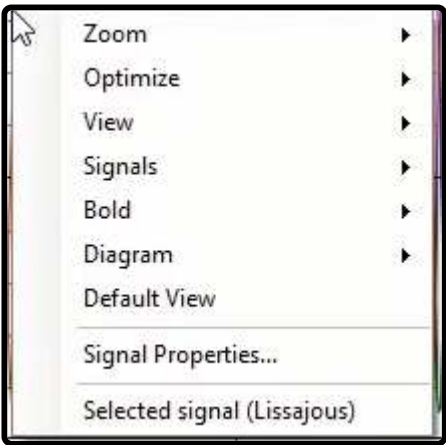 Zoom
Optimize
View
Signals
Bold
Diagram
Default View
Signal Properties...
Selected signal (Lissajous)